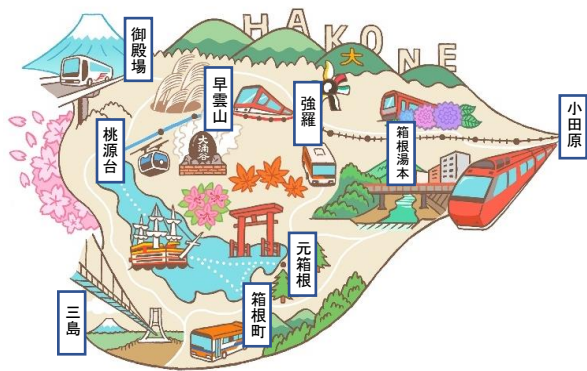 HAKONE
大
御殿場
早雲山
強羅
小田原
桃源台
大涌谷
箱根湯本
元箱根
箱根町
三島